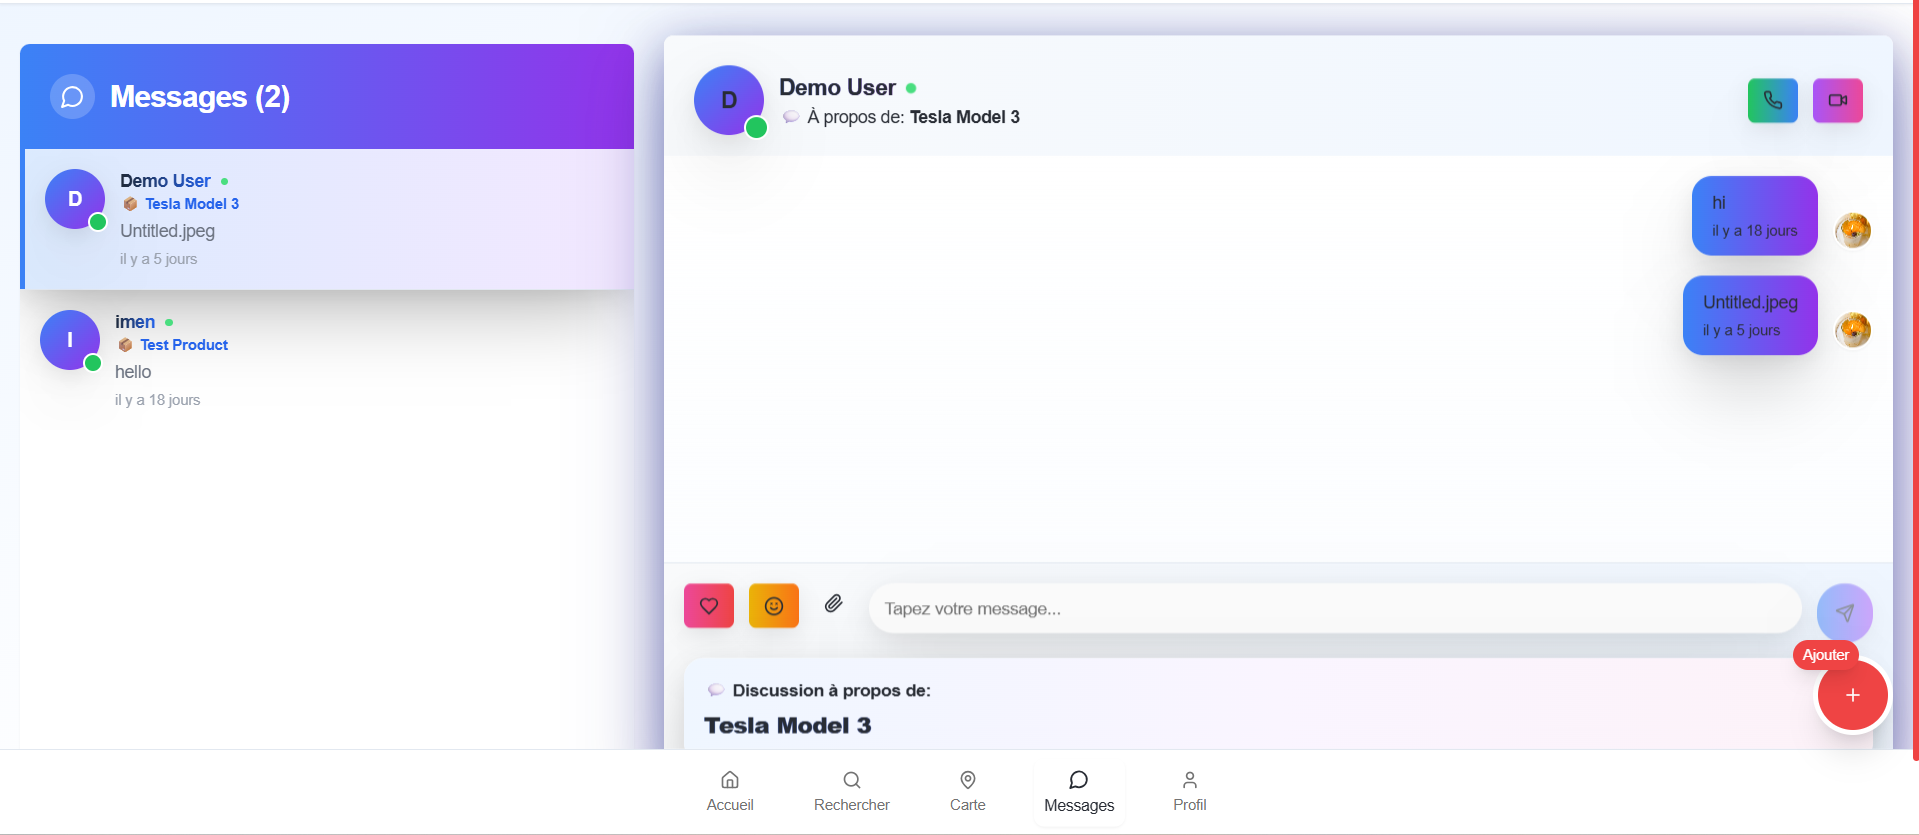 Messages (2)
D
Demo User
Tesla Model 3
Untitled.jpeg
il y a 5 jours
I
imen
Test Product
hello
il y a 18 jours
D
Demo User
À propos de: Tesla Model 3
hi
il y a 18 jours
Untitled.jpeg
il y a 5 jours
Tapez votre message...
Ajouter
Discussion à propos de:
Tesla Model 3
Accueil
Rechercher
Carte
Messages
Profil